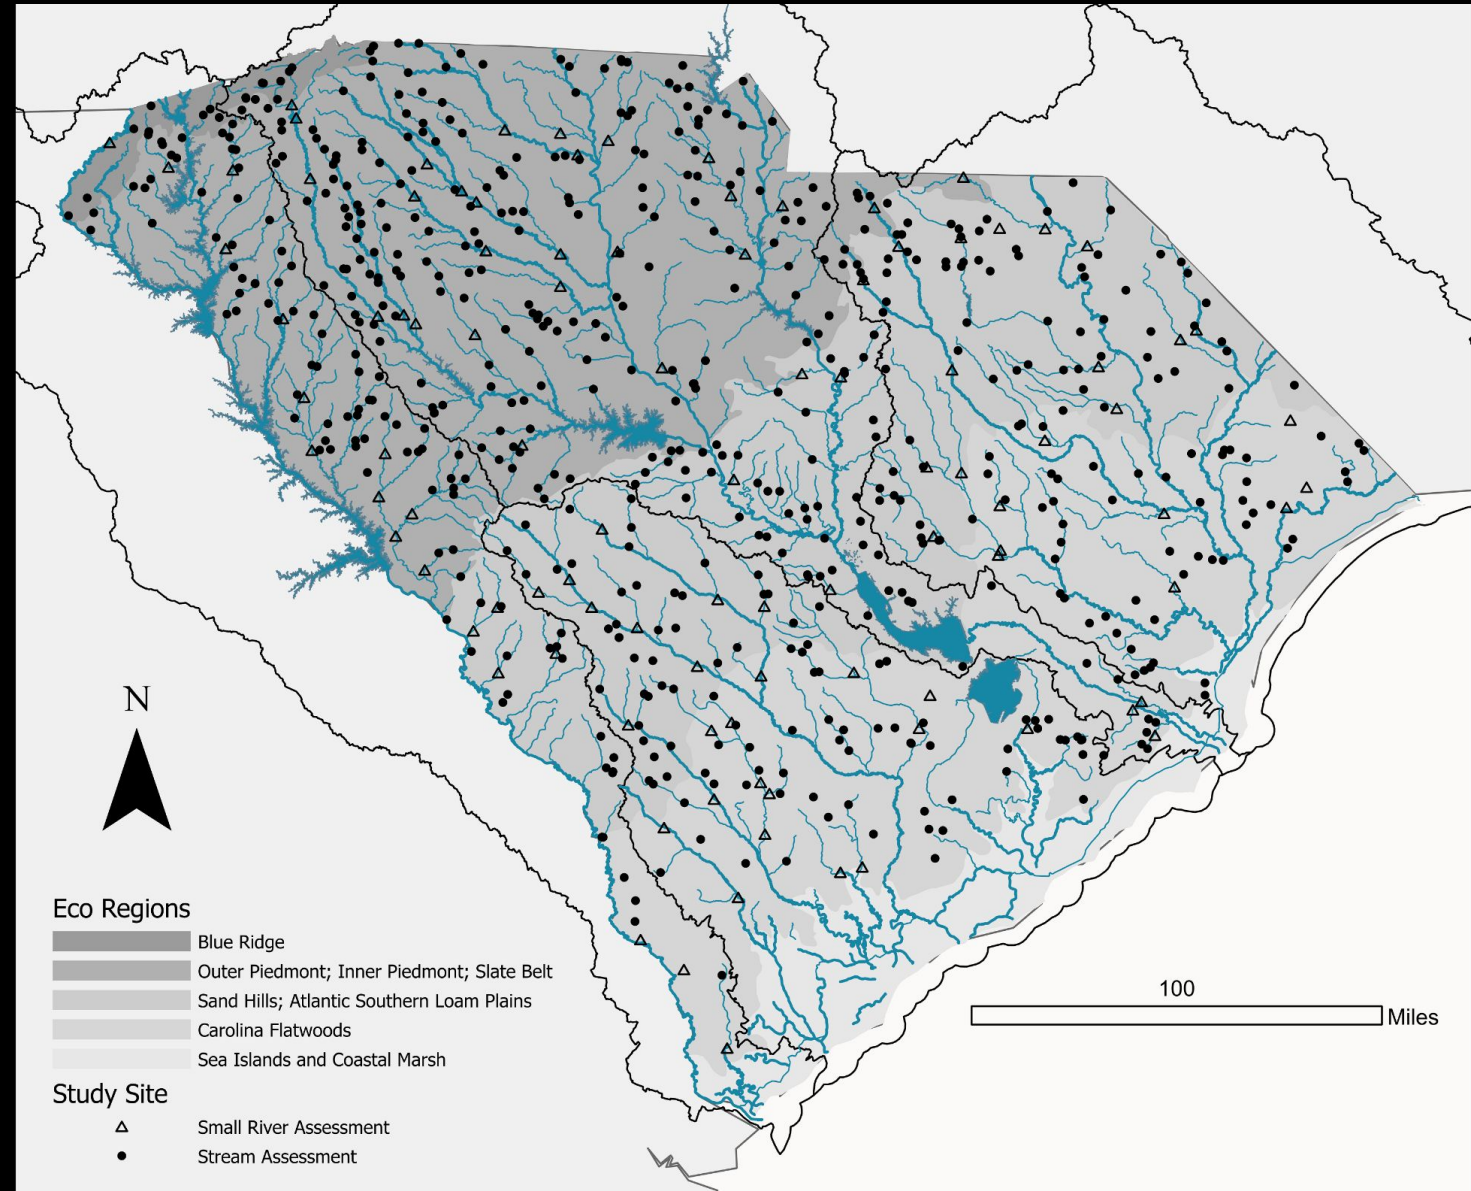 N
Eco Regions
Blue Ridge
Outer Piedmont; Inner Piedmont; Slate Belt
Sand Hills; Atlantic Southern Loam Plains
Carolina Flatwoods
Sea Islands and Coastal Marsh
Study Site
Small River Assessment
Stream Assessment
100
Miles